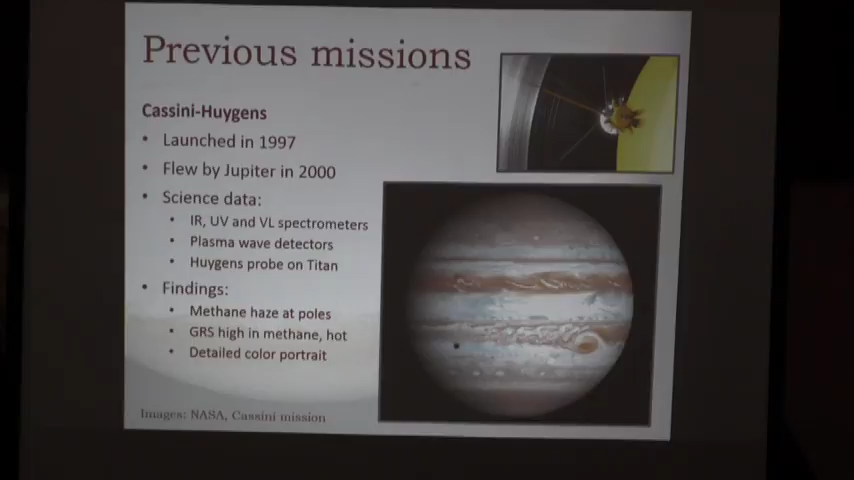 Previous missions
Cassini-Huygens
• Launched in 1997
• Flew by Jupiter in 2000
• Science data:
• IR, UV and VL spectrometers
• Plasma wave detectors
• Huygens probe on Titan
• Findings:
• Methane haze at poles
• GRS high in methane, hot
• Detailed color portrait
Images: NASA, Cassini mission